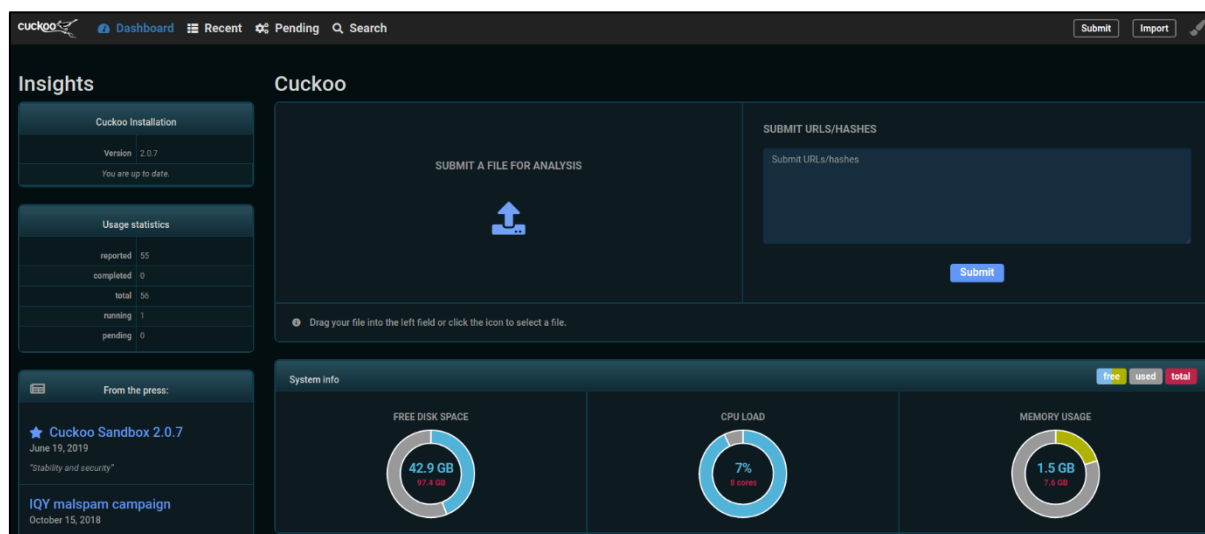 cuckoo Dashboard Recent Pending Search Submit Import
Insights
Cuckoo Installation
Version 2.0.7
You are up to date.
Usage statistics
reported 55
completed 0
total 56
running 1
pending 0
From the press:
Cuckoo Sandbox 2.0.7
June 19, 2019
"Stability and security"
IQY malspam campaign
October 15, 2018
Cuckoo
SUBMIT A FILE FOR ANALYSIS
SUBMIT URLS/HASHES
Submit URLs/hashes
Submit
Drag your file into the left field or click the icon to select a file.
System info
free used total
FREE DISK SPACE
42.9 GB
97.4 GB
CPU LOAD
7%
8 cores
MEMORY USAGE
1.5 GB
7.6 GB